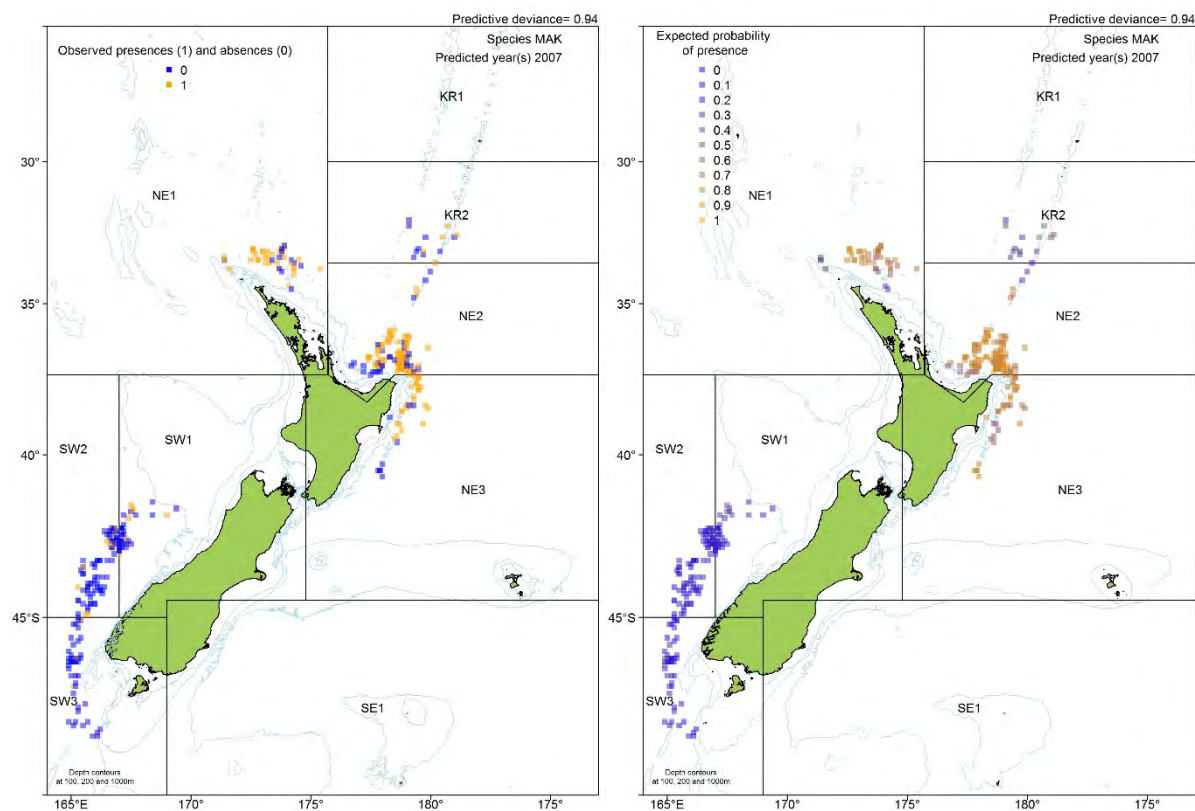 Predictive deviance= 0.94
Observed presences (1) and absences (0)
0
1
Species MAK
Predicted year(s) 2007
KR1
30°
NE1
KR2
35°
NE2
SW2
SW1
40°
NE3
45°S
SW3
SE1
Depth contours
at 100, 200 and 1000m
165°E
170°
175°
180°
175°
Predictive deviance= 0.94
Expected probability
of presence
0
0.1
0.2
0.3
0.4
0.5
0.6
0.7
0.8
0.9
1
Species MAK
Predicted year(s) 2007
KR1
30°
NE1
KR2
35°
NE2
SW2
SW1
40°
NE3
45°S
SW3
SE1
Depth contours
at 100, 200 and 1000m
165°E
170°
175°
180°
175°